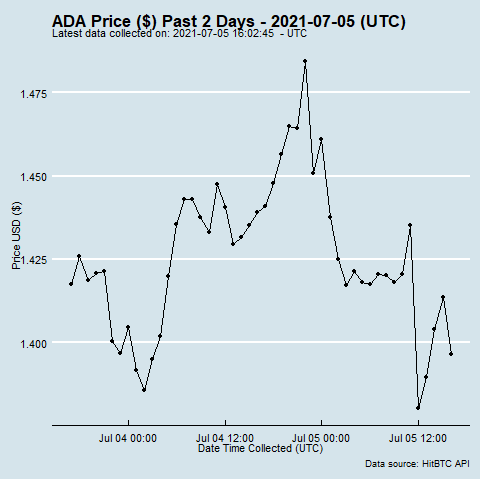 ADA Price ($) Past 2 Days - 2021-07-05 (UTC)
Latest data collected on: 2021-07-05 16:02:45  - UTC
1.475
1.450
1.425
1.400
Price USD ($)
Jul 04 00:00
Jul 04 12:00
Jul 05 00:00
Jul 05 12:00
Date Time Collected (UTC)
Data source: HitBTC API